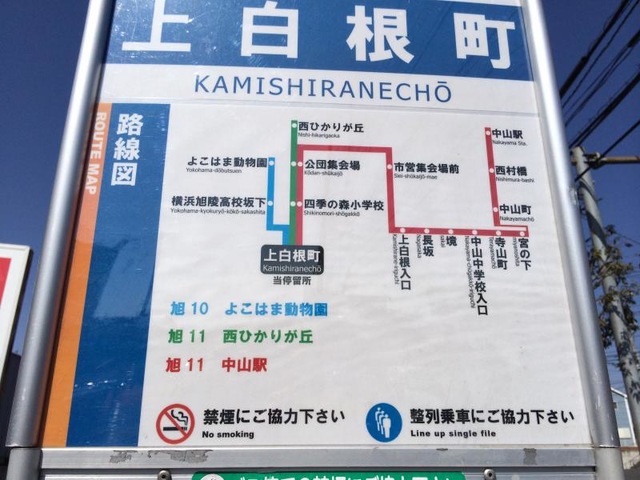 上白根町
KAMISHIRANECHŌ
ROUTE MAP
路線図
西ひかりが丘
Nishi-hikarigaoka
中山駅
Nakayama Sta.
よこはま動物園
Yokohama-dōbutsuen
公団集会場
Kōdan-shūkaijō
市営集会場前
Siei-shūkaijō-mae
西村橋
Nishimura-bashi
横浜旭陵高校坂下
Yokohama-kyokuryō-kōkō-sakashita
四季の森小学校
Shikinomori-shōgakkō
中山町
Nakayamachō
上白根町
Kamishiranechō
当停留所
上白根入口
長坂
境
中山中学校入口
寺山町
宮の下
旭10 よこはま動物園
旭11 西ひかりが丘
旭11 中山駅
禁煙にご協力下さい
No smoking
整列乗車にご協力下さい
Line up single file